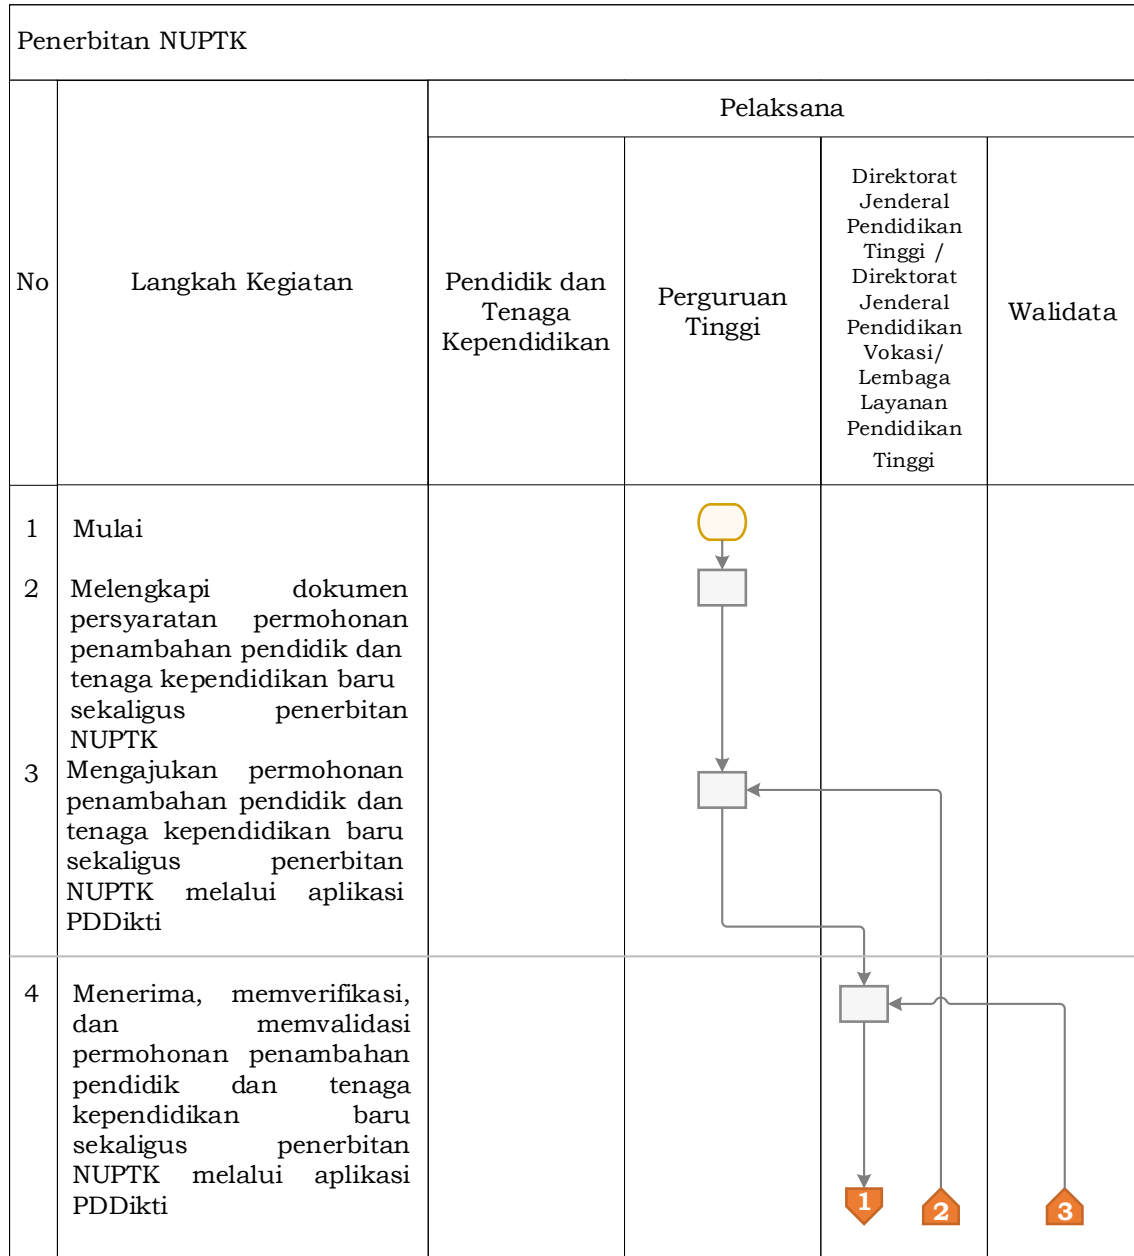 Penerbitan NUPTK
No
Langkah Kegiatan
Pelaksana
Pendidik dan
Tenaga
Kependidikan
Perguruan
Tinggi
Direktorat
Jenderal
Pendidikan
Tinggi /
Direktorat
Jenderal
Pendidikan
Vokasi/
Lembaga
Layanan
Pendidikan
Tinggi
Walidata
1 Mulai
2 Melengkapi dokumen
persyaratan permohonan
penambahan pendidik dan
tenaga kependidikan baru
sekaligus penerbitan
NUPTK
3 Mengajukan permohonan
penambahan pendidik dan
tenaga kependidikan baru
sekaligus penerbitan
NUPTK melalui aplikasi
PDDikti
4 Menerima, memverifikasi,
dan memvalidasi
permohonan penambahan
pendidik dan tenaga
kependidikan baru
sekaligus penerbitan
NUPTK melalui aplikasi
PDDikti
1
2
3